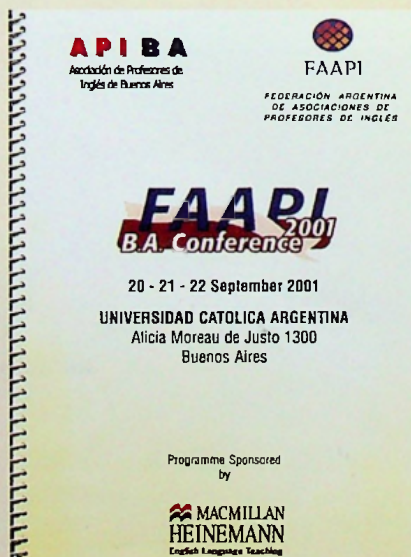 APIBA
Asociación de Profesores de
Inglés de Buenos Aires
FAAPI
FEDERACIÓN ARGENTINA
DE ASOCIACIONES DE
PROFESORES DE INGLÉS
FAAPI
2001
B.A. Conference
20 - 21 - 22 September 2001
UNIVERSIDAD CATOLICA ARGENTINA
Alicia Moreau de Justo 1300
Buenos Aires
Programme Sponsored
by
MACMILLAN
HEINEMANN
English Language Teaching